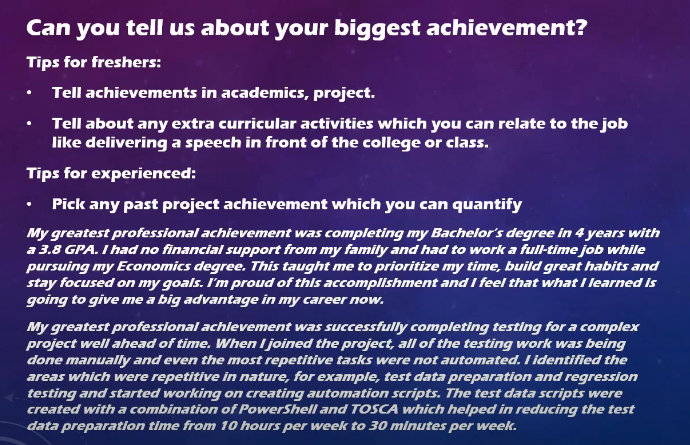 Can you tell us about your biggest achievement?
Tips for freshers:
• Tell achievements in academics, project.
• Tell about any extra curricular activities which you can relate to the job
like delivering a speech in front of the college or class.
Tips for experienced:
• Pick any past project achievement which you can quantify
My greatest professional achievement was completing my Bachelor's degree in 4 years with
a 3.8 GPA. I had no financial support from my family and had to work a full-time job while
pursuing my Economics degree. This taught me to prioritize my time, build great habits and
stay focused on my goals. I'm proud of this accomplishment and I feel that what I learned is
going to give me a big advantage in my career now.
My greatest professional achievement was successfully completing testing for a complex
project well ahead of time. When I joined the project, all of the testing work was being
done manually and even the most repetitive tasks were not automated. I identified the
areas which were repetitive in nature, for example, test data preparation and regression
testing and started working on creating automation scripts. The test data scripts were
created with a combination of PowerShell and TOSCA which helped in reducing the test
data preparation time from 10 hours per week to 30 minutes per week.